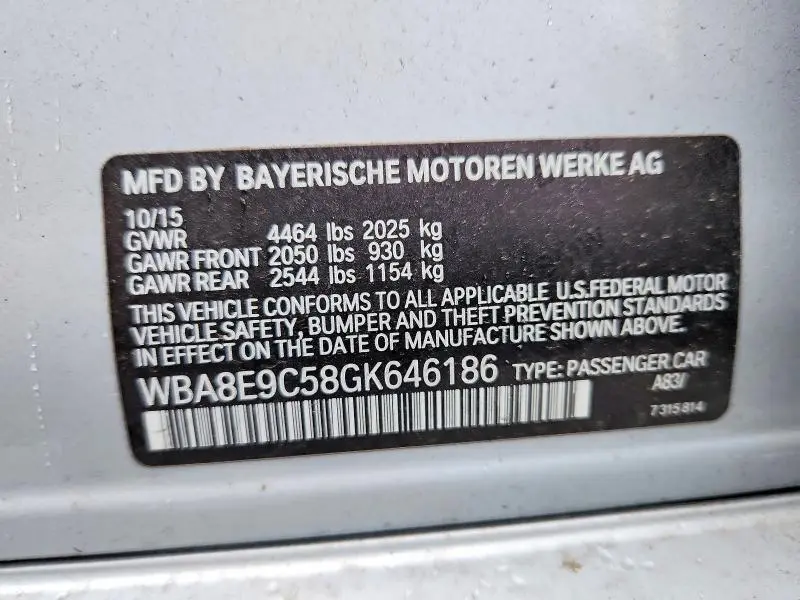 MFD BY BAYERISCHE MOTOREN WERKE AG
10/15
GVWR 4464 lbs 2025 kg
GAWR FRONT 2050 lbs 930 kg
GAWR REAR 2544 lbs 1154 kg
THIS VEHICLE CONFORMS TO ALL APPLICABLE U.S.FEDERAL MOTOR
VEHICLE SAFETY, BUMPER AND THEFT PREVENTION STANDARDS
IN EFFECT ON THE DATE OF MANUFACTURE SHOWN ABOVE.
WBA8E9C58GK646186 TYPE: PASSENGER CAR
A83/
7315814